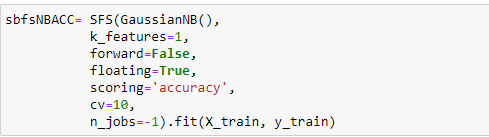 sbfsNBACC= SFS(GaussianNB(),
k_features=1,
forward=False,
floating=True,
scoring='accuracy',
cv=10,
n_jobs=-1).fit(X_train, y_train)